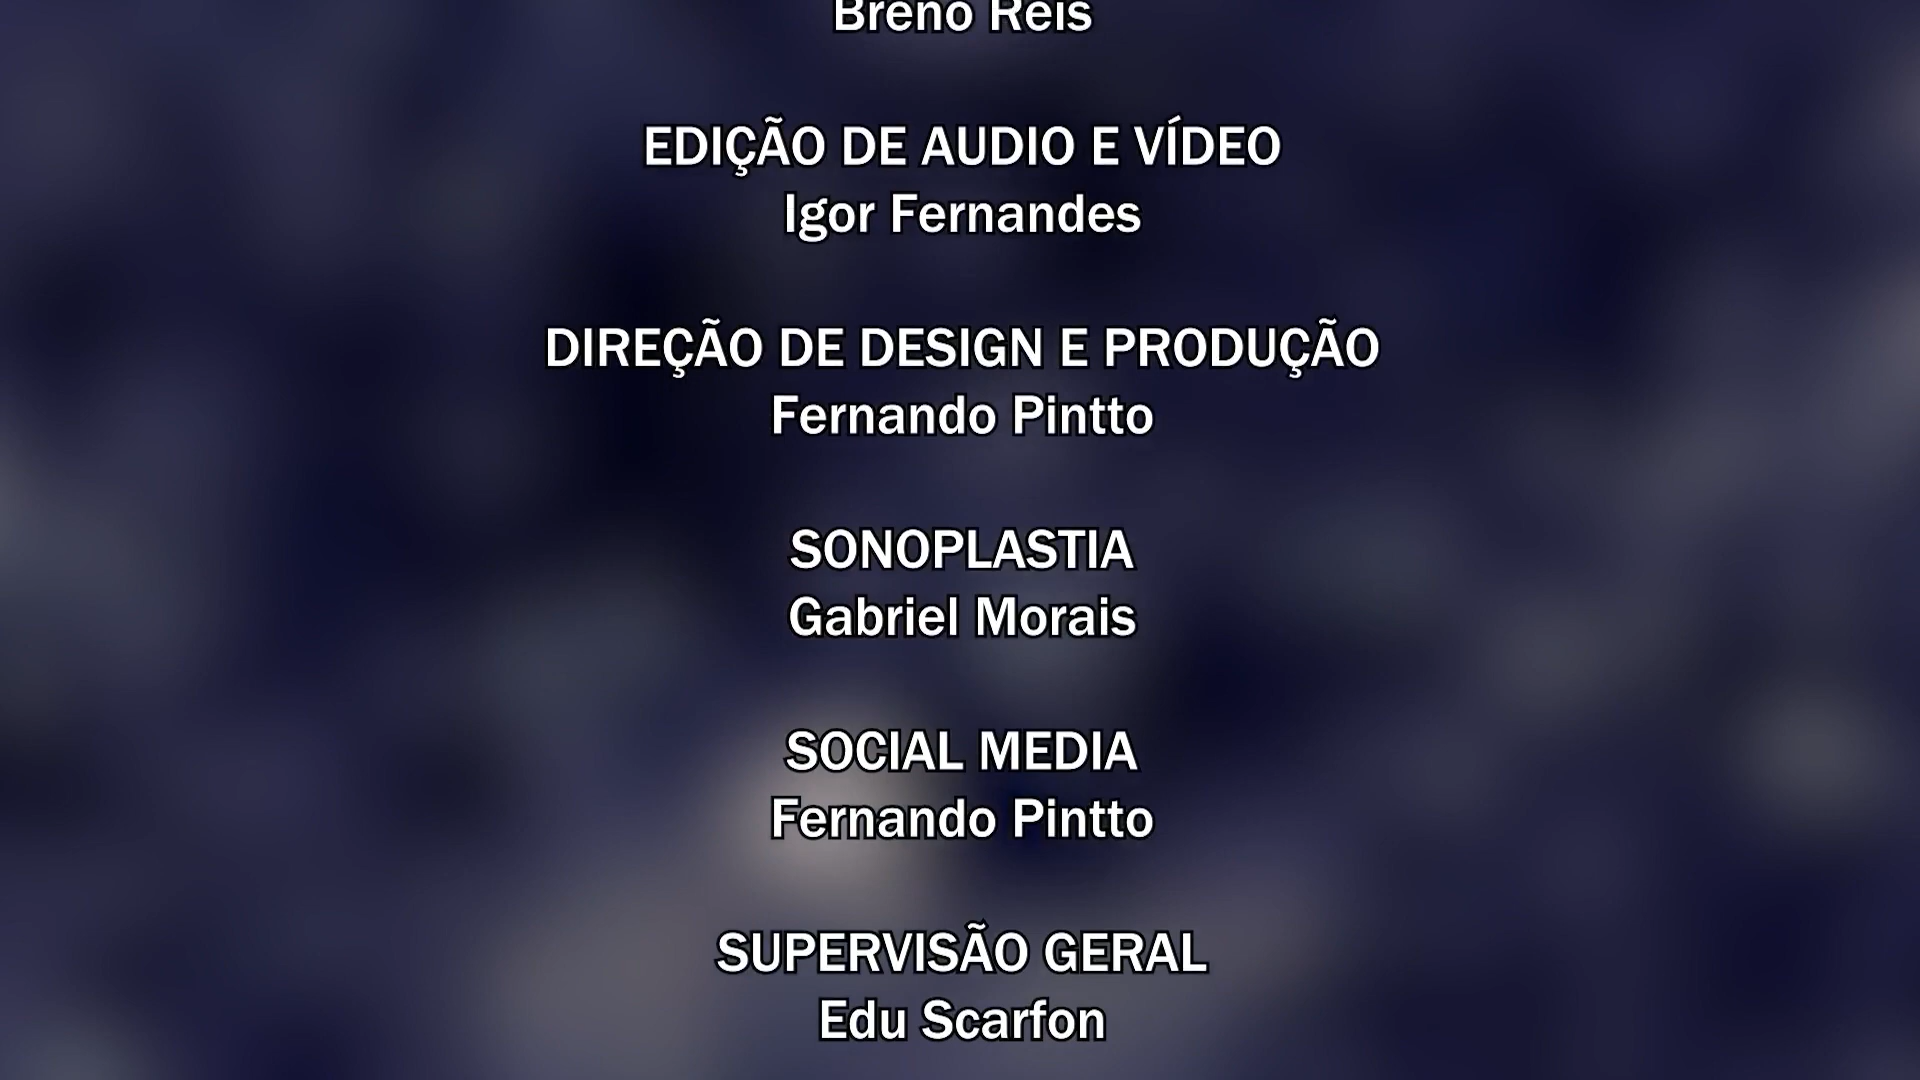 Breno Reis
EDIÇÃO DE AUDIO E VÍDEO
Igor Fernandes
DIREÇÃO DE DESIGN E PRODUÇÃO
Fernando Pintto
SONOPLASTIA
Gabriel Morais
SOCIAL MEDIA
Fernando Pintto
SUPERVISÃO GERAL
Edu Scarfon